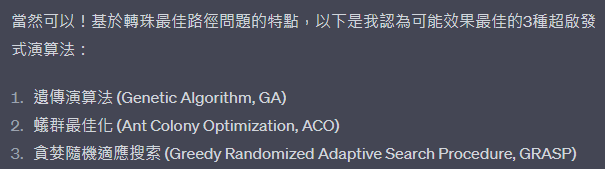 當然可以！基於轉珠最佳路徑問題的特點，以下是我認為可能效果最佳的3種超啟發
式演算法：
1. 遺傳演算法 (Genetic Algorithm, GA)
2. 蟻群最佳化 (Ant Colony Optimization, ACO)
3. 貪婪隨機適應搜索 (Greedy Randomized Adaptive Search Procedure, GRASP)